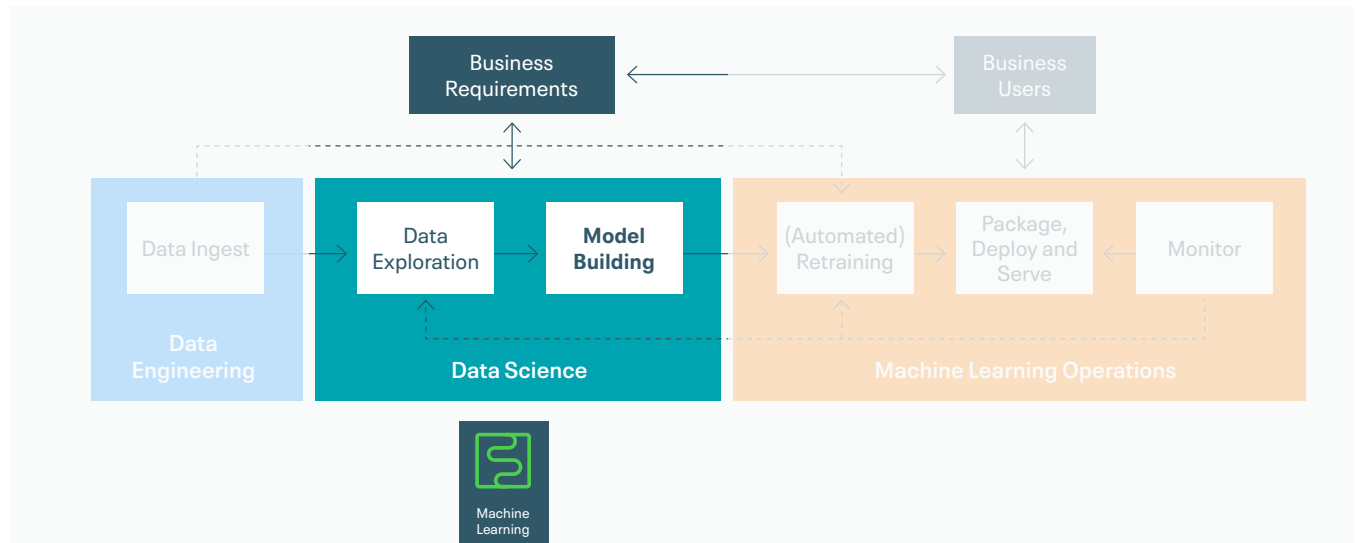 Business
Requirements
Business
Users
Data Ingest
Data
Exploration
Model
Building
(Automated)
Retraining
Package,
Deploy and
Serve
Monitor
Data
Engineering
Data Science
Machine Learning Operations
Machine
Learning